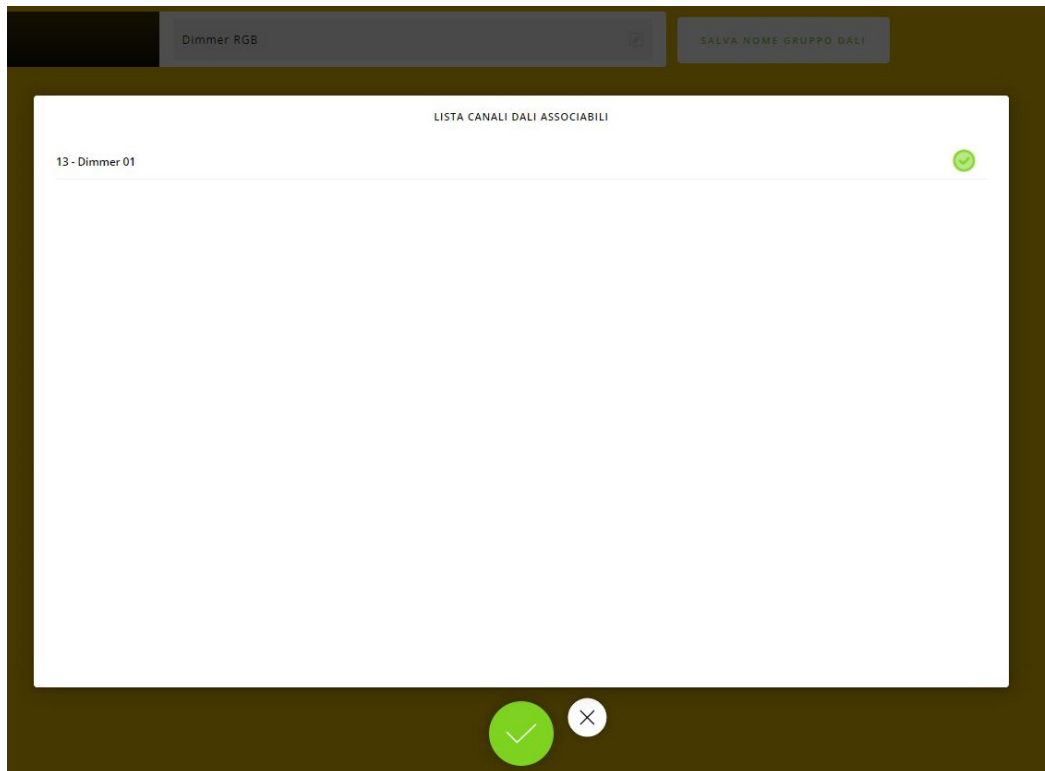 Dimmer RGB
SALVA NOME GRUPPO DALI
LISTA CANALI DALI ASSOCIABILI
13 - Dimmer 01